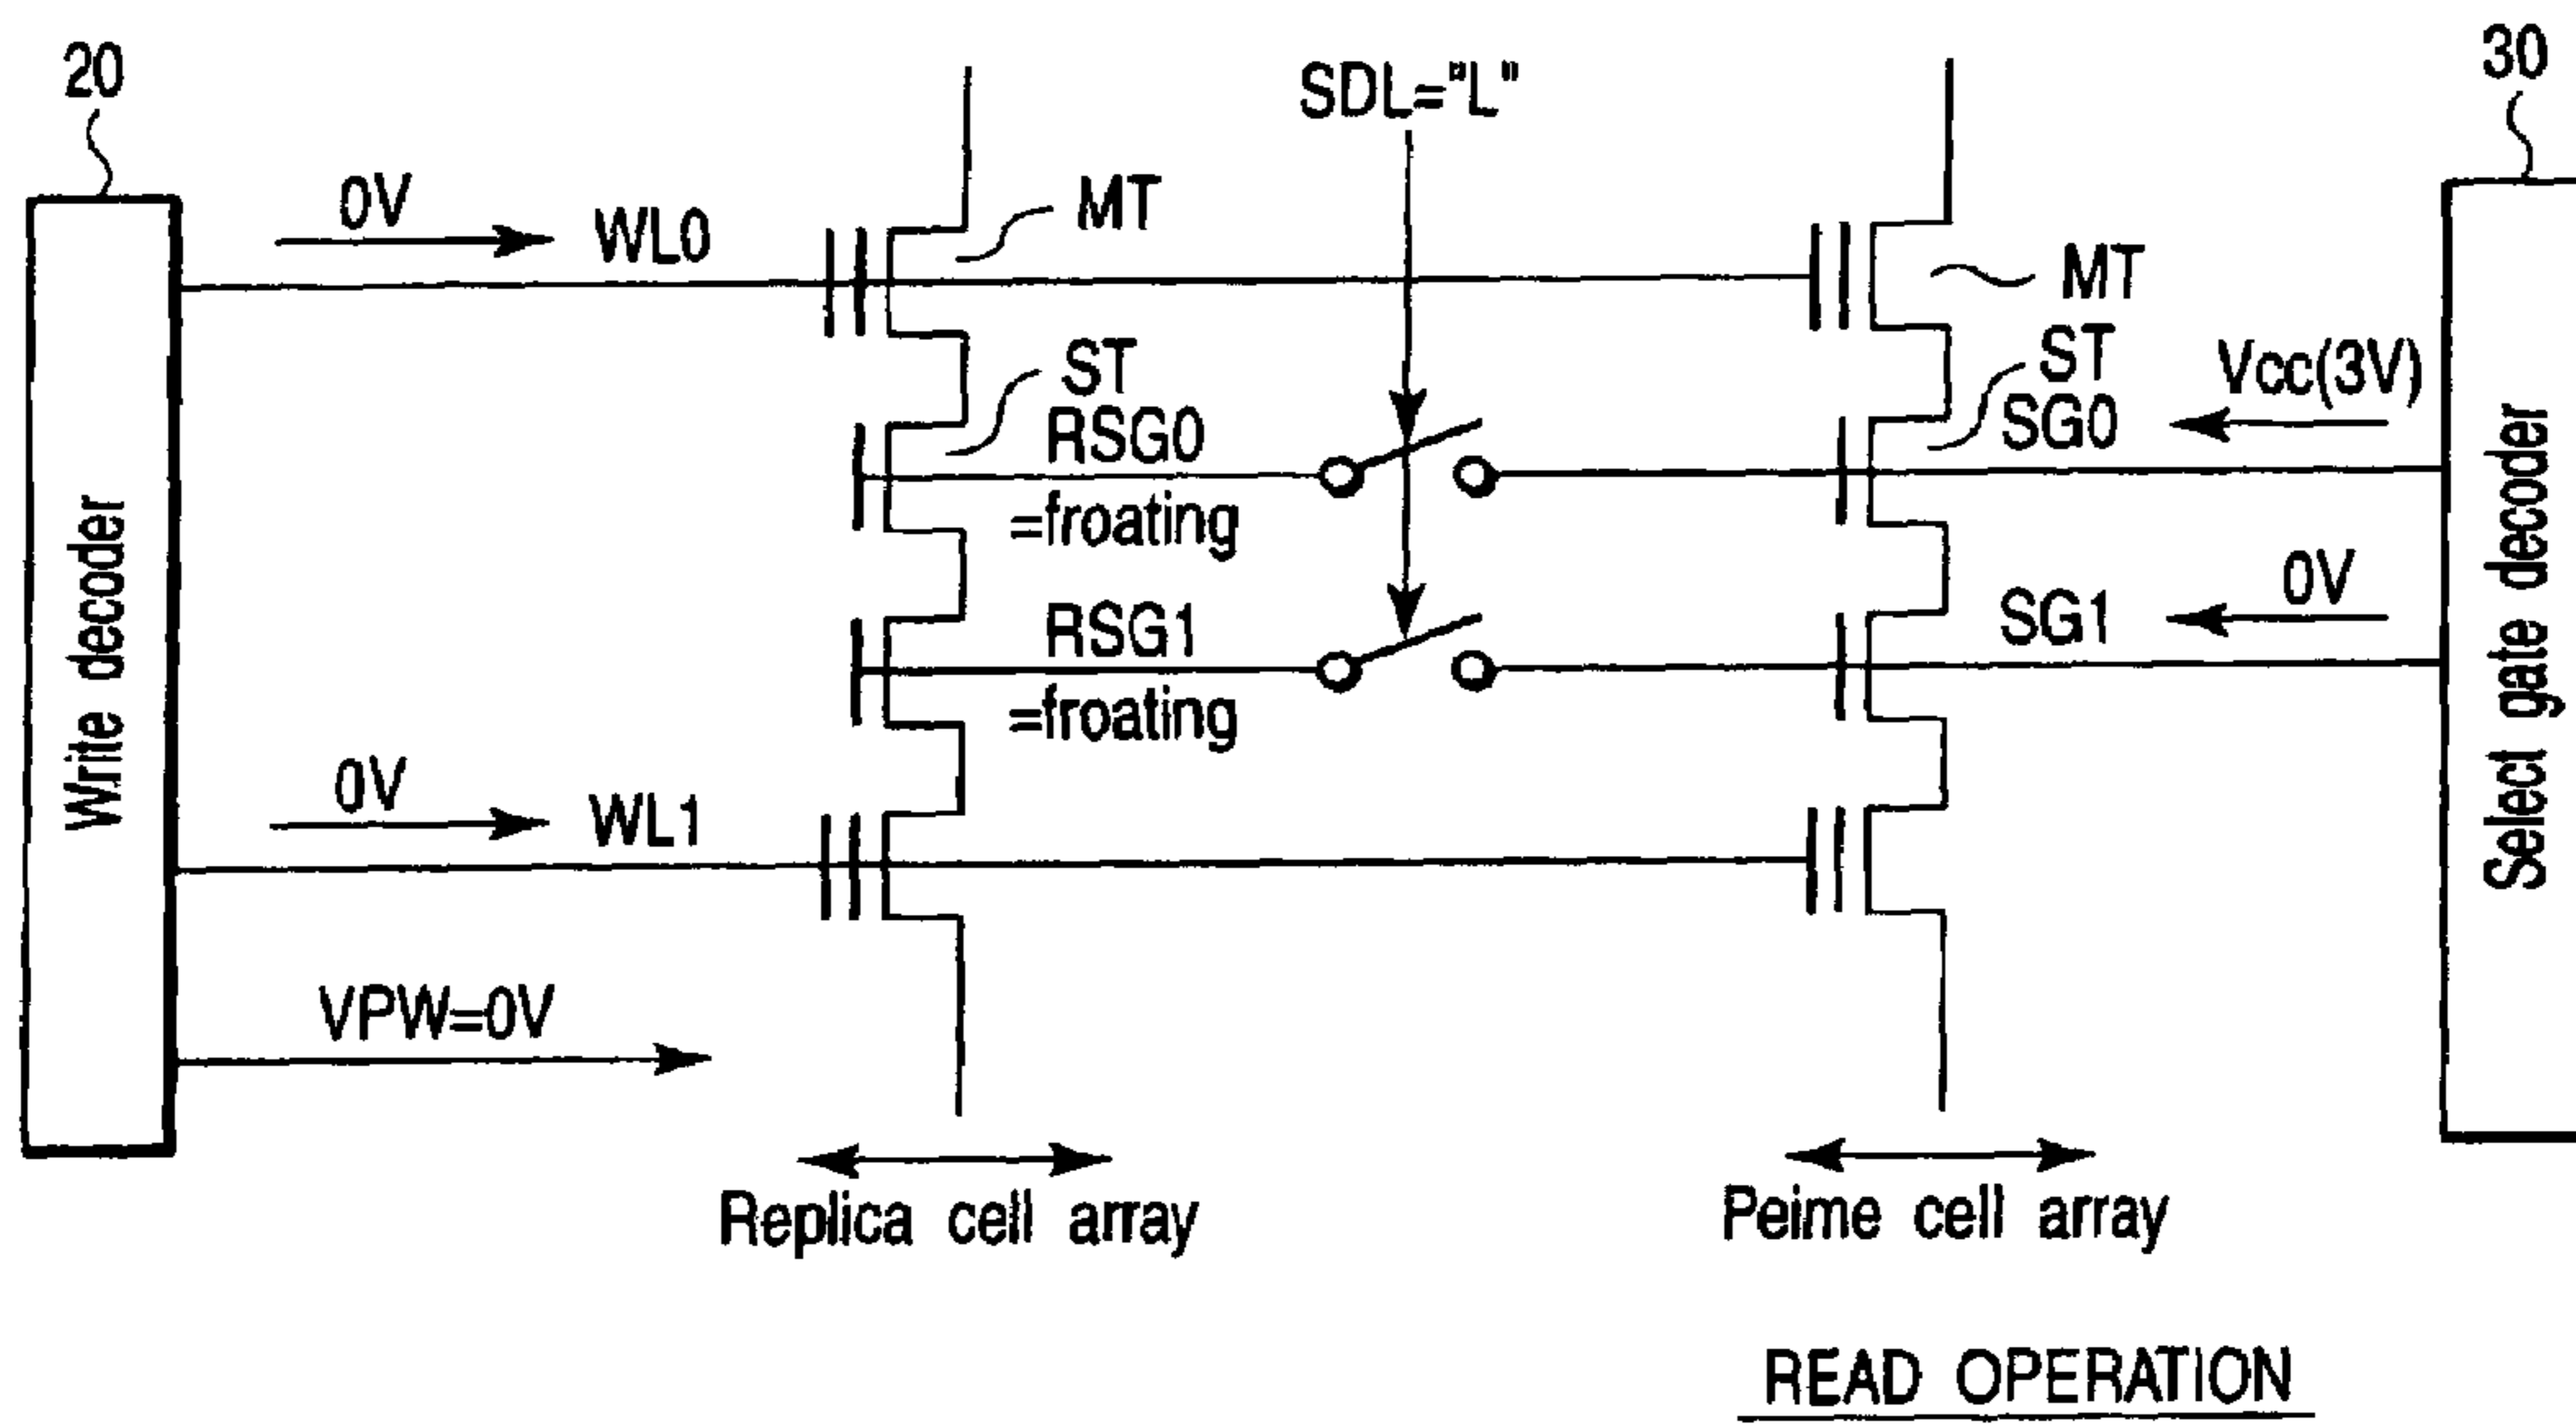 20
30
SDL="L"
0V
WL0
MT
MT
ST
ST
Vcc(3V)
RSG0
SG0
=froating
RSG1
SG1
0V
=froating
Write decoder
Select gate decoder
0V
WL1
VPW=0V
Replica cell array
Peime cell array
READ OPERATION